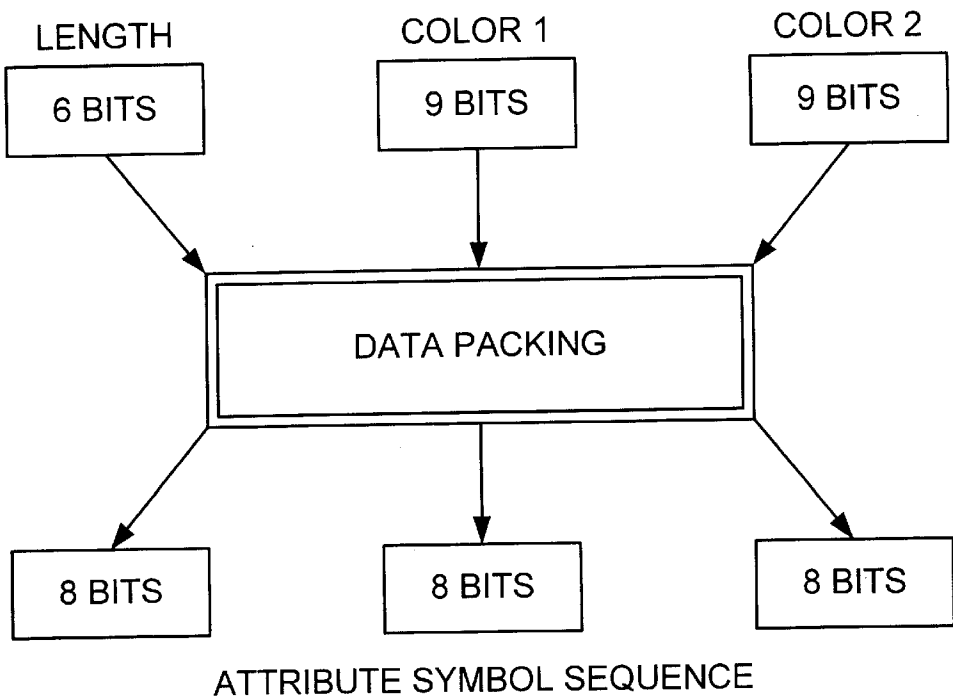 LENGTH
COLOR 1
COLOR 2
6 BITS
9 BITS
9 BITS
DATA PACKING
8 BITS
8 BITS
8 BITS
ATTRIBUTE SYMBOL SEQUENCE